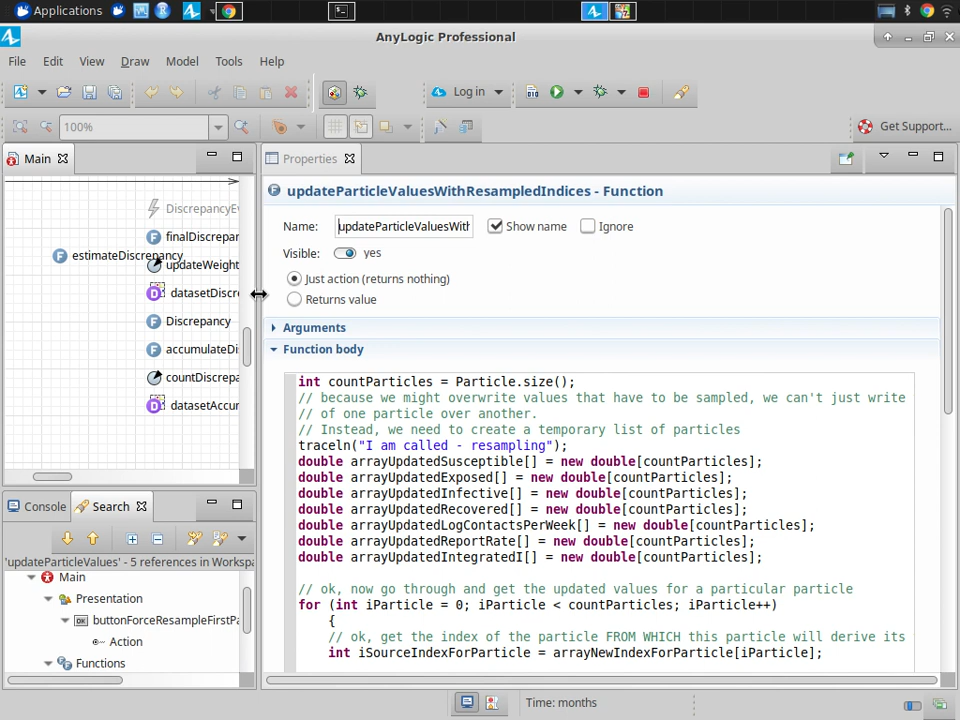 Applications
AnyLogic Professional
File Edit View Draw Model Tools Help
Log in
100%
Get Support...
Main
Properties
updateParticleValuesWithResampledIndices - Function
Name: updateParticleValuesWith Show name Ignore
Visible: yes
Just action (returns nothing)
Returns value
Arguments
Function body
DiscrepancyEv
finalDiscrepar
estimateDiscrepancy
updateWeight
datasetDiscre
Discrepancy
accumulateDi
countDiscrepa
datasetAccur
int countParticles = Particle.size();
// because we might overwrite values that have to be sampled, we can't just write
// of one particle over another.
// Instead, we need to create a temporary list of particles
traceln("I am called - resampling");
double arrayUpdatedSusceptible[] = new double[countParticles];
double arrayUpdatedExposed[] = new double[countParticles];
double arrayUpdatedInfective[] = new double[countParticles];
double arrayUpdatedRecovered[] = new double[countParticles];
double arrayUpdatedLogContactsPerWeek[] = new double[countParticles];
double arrayUpdatedReportRate[] = new double[countParticles];
double arrayUpdatedIntegratedI[] = new double[countParticles];
// ok, now go through and get the updated values for a particular particle
for (int iParticle = 0; iParticle < countParticles; iParticle++)
{
// ok, get the index of the particle FROM WHICH this particle will derive its
int iSourceIndexForParticle = arrayNewIndexForParticle[iParticle];
Console Search
'updateParticleValues' - 5 references in Workspa
Main
Presentation
buttonForceResampleFirstPa
Action
Functions
Time: months